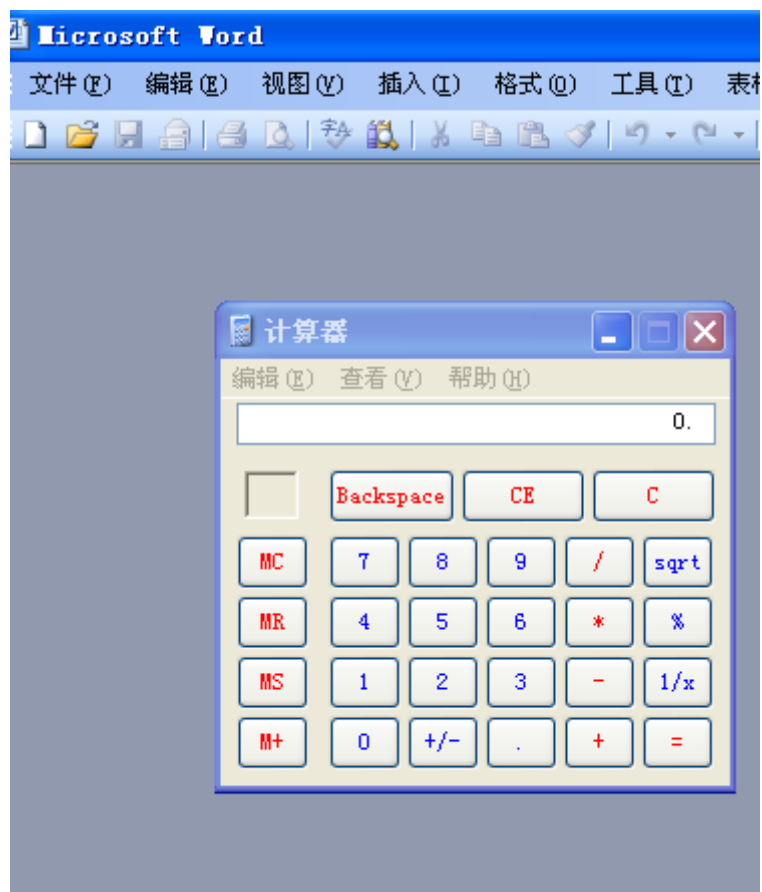 Microsoft Word
文件(F) 编辑(E) 视图(V) 插入(I) 格式(O) 工具(T) 表
计算器
编辑(E) 查看(V) 帮助(H)
0.
Backspace CE C
MC 7 8 9 / sqrt
MR 4 5 6 * %
MS 1 2 3 - 1/x
M+ 0 +/- . + =